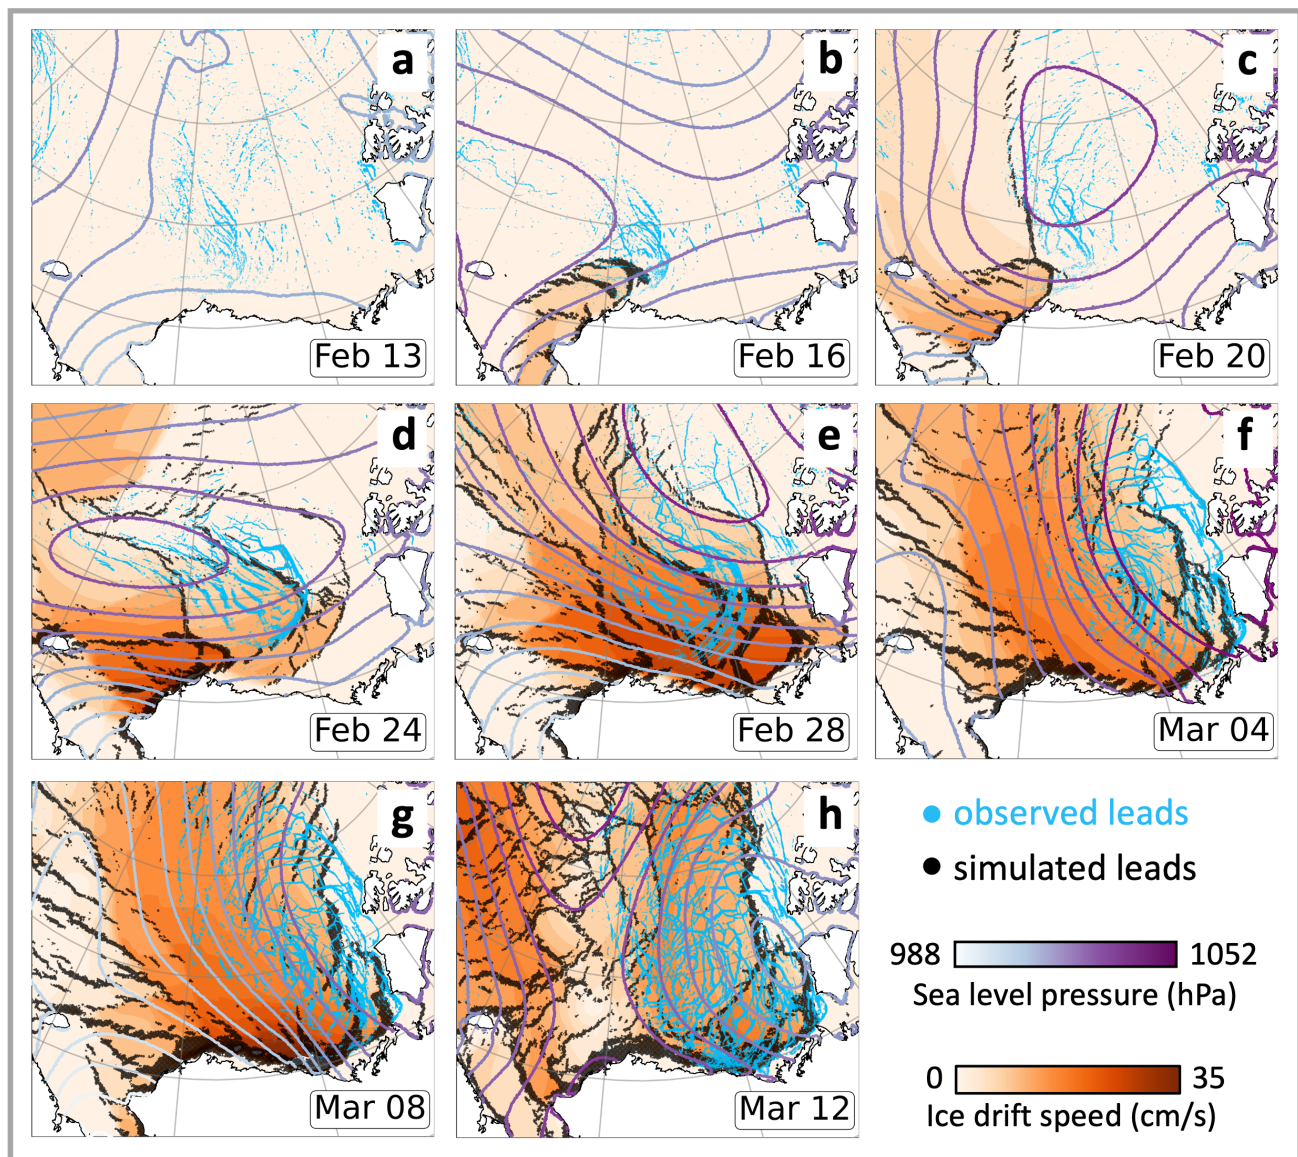 a
b
c
Feb 13
Feb 16
Feb 20
d
e
f
Feb 24
Feb 28
Mar 04
g
h
observed leads
simulated leads
988 1052
Sea level pressure (hPa)
0 35
Ice drift speed (cm/s)
Mar 08
Mar 12